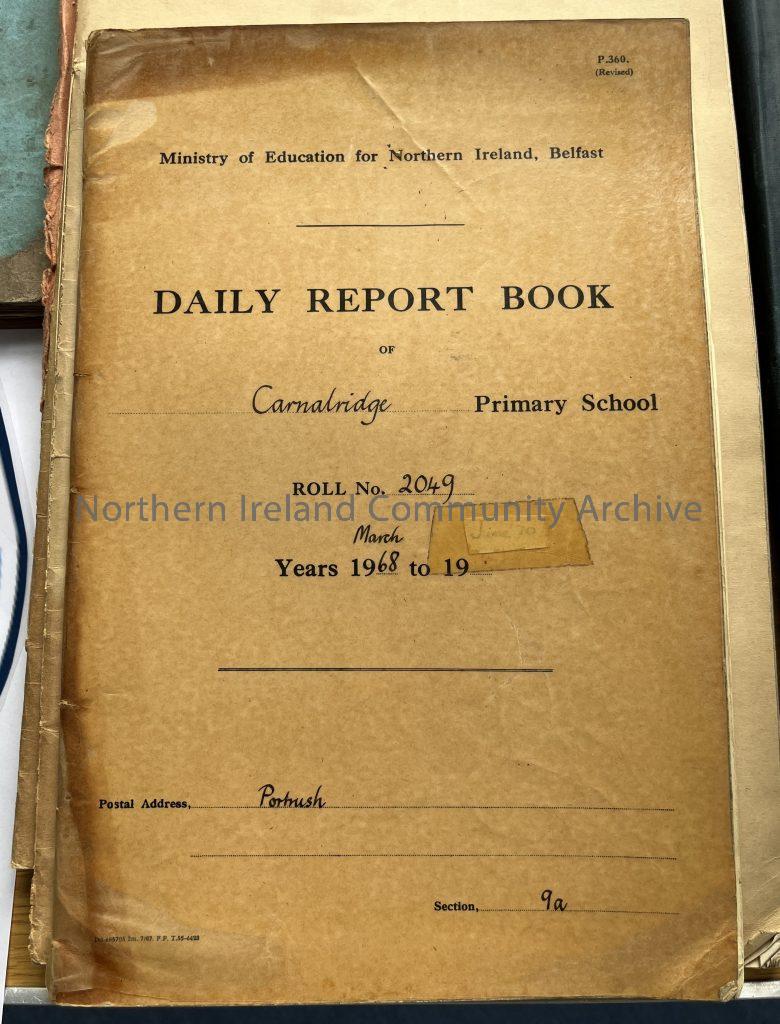 P.360.
(Revised)
Ministry of Education for Northern Ireland, Belfast
DAILY REPORT BOOK
OF
Carnalridge Primary School
ROLL No. 2049
Northern Ireland Community Archive
March
Years 1968 to 19
Postal Address, Portrush
Section, 9a